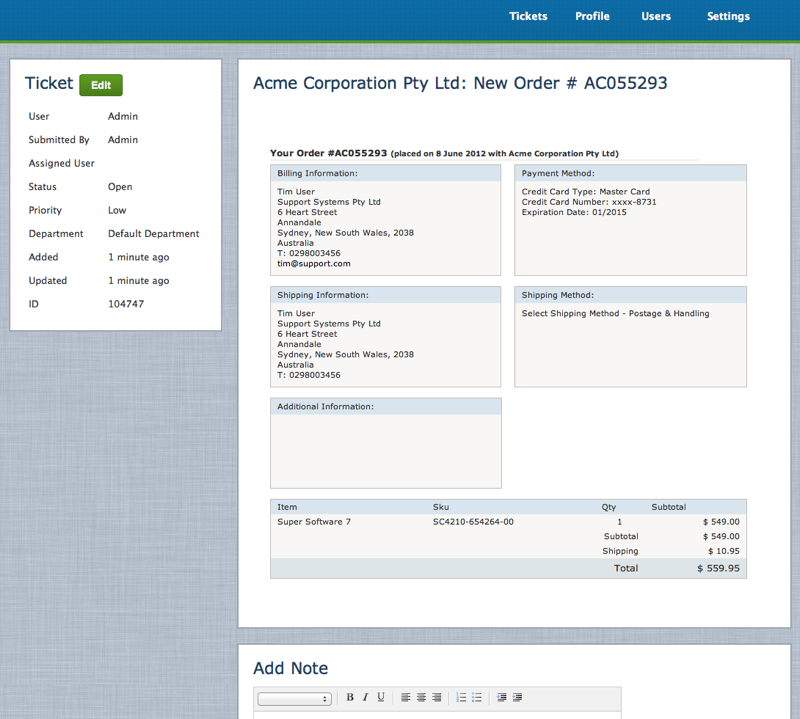 Tickets Profile Users Settings
Ticket Edit
User Admin
Submitted By Admin
Assigned User
Status Open
Priority Low
Department Default Department
Added 1 minute ago
Updated 1 minute ago
ID 104747
Acme Corporation Pty Ltd: New Order # AC055293
Your Order #AC055293 (placed on 8 June 2012 with Acme Corporation Pty Ltd)
Billing Information:
Tim User
Support Systems Pty Ltd
6 Heart Street
Annandale
Sydney, New South Wales, 2038
Australia
T: 0298003456
tim@support.com
Payment Method:
Credit Card Type: Master Card
Credit Card Number: xxxx-8731
Expiration Date: 01/2015
Shipping Information:
Tim User
Support Systems Pty Ltd
6 Heart Street
Annandale
Sydney, New South Wales, 2038
Australia
T: 0298003456
Shipping Method:
Select Shipping Method - Postage & Handling
Additional Information:
Item Sku Qty Subtotal
Super Software 7 SC4210-654264-00 1 $ 549.00
Subtotal $ 549.00
Shipping $ 10.95
Total $ 559.95
Add Note
B I U